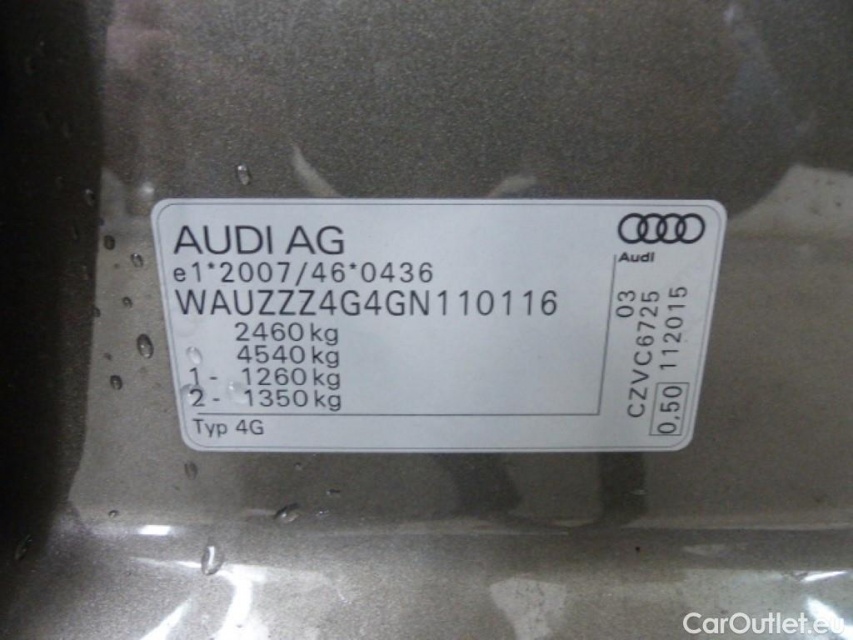 AUDI AG
e1*2007/46*0436
WAUZZZ4G4GN110116
2460 kg
4540 kg
1 - 1260 kg
2 - 1350 kg
Typ 4G
Audi
03
CZVC6725
0,50 112015
CarOutlet.eu